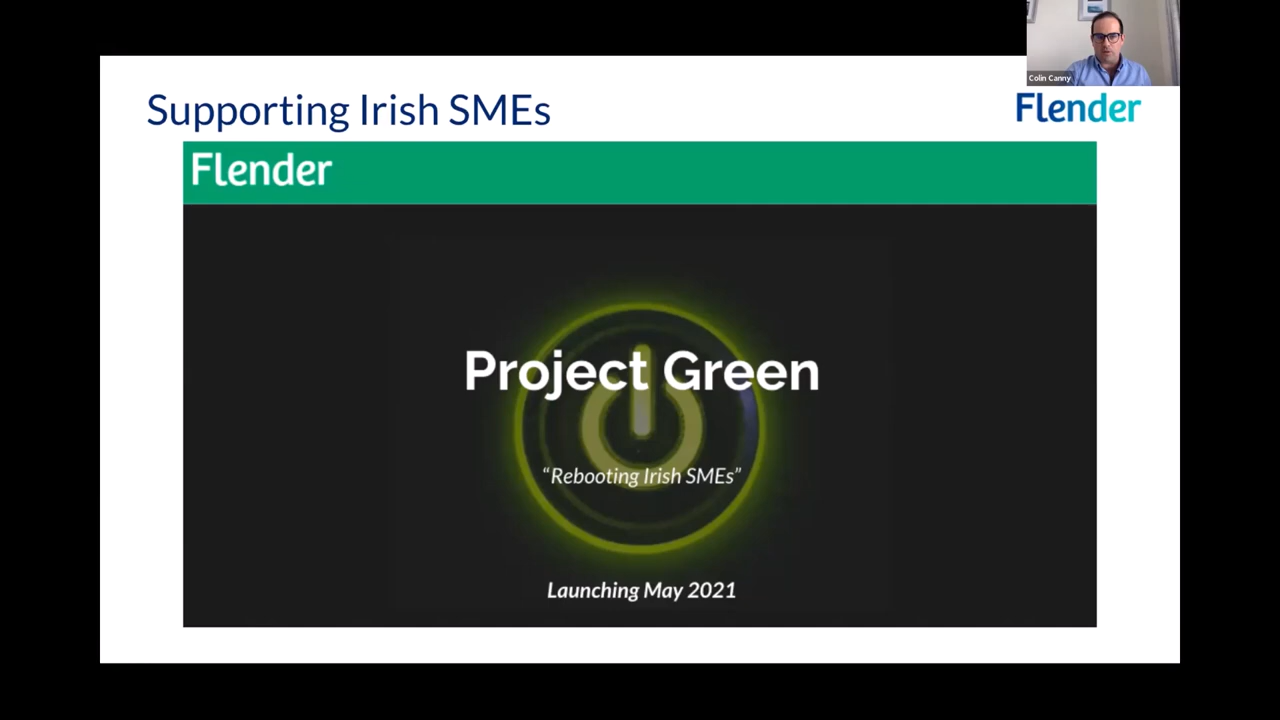 Colin Canny
Supporting Irish SMEs
Flender
Flender
Project Green
“Rebooting Irish SMEs”
Launching May 2021